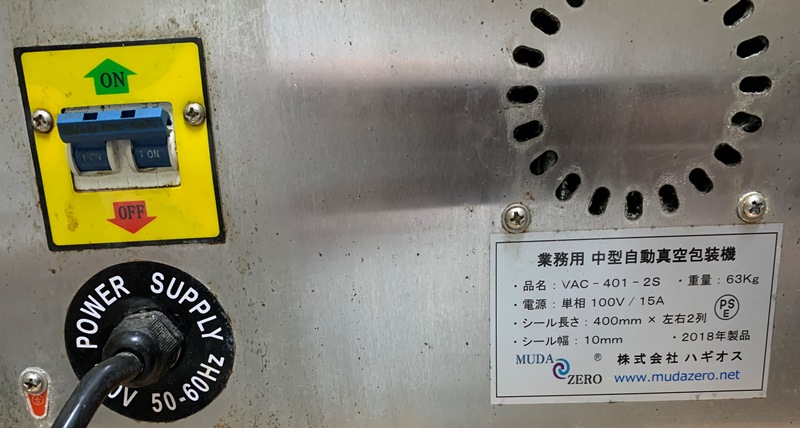 ON
I ON I ON
OFF
POWER SUPPLY
0V 50-60Hz
業務用 中型自動真空包装機
・品名：VAC－401－2S ・重量：63Kg
・電源：単相 100V / 15A
PS
E
・シール長さ：400mm × 左右2列
・シール幅：10mm ・2018年製品
MUDA ZERO ® 株式会社 ハギオス
www.mudazero.net